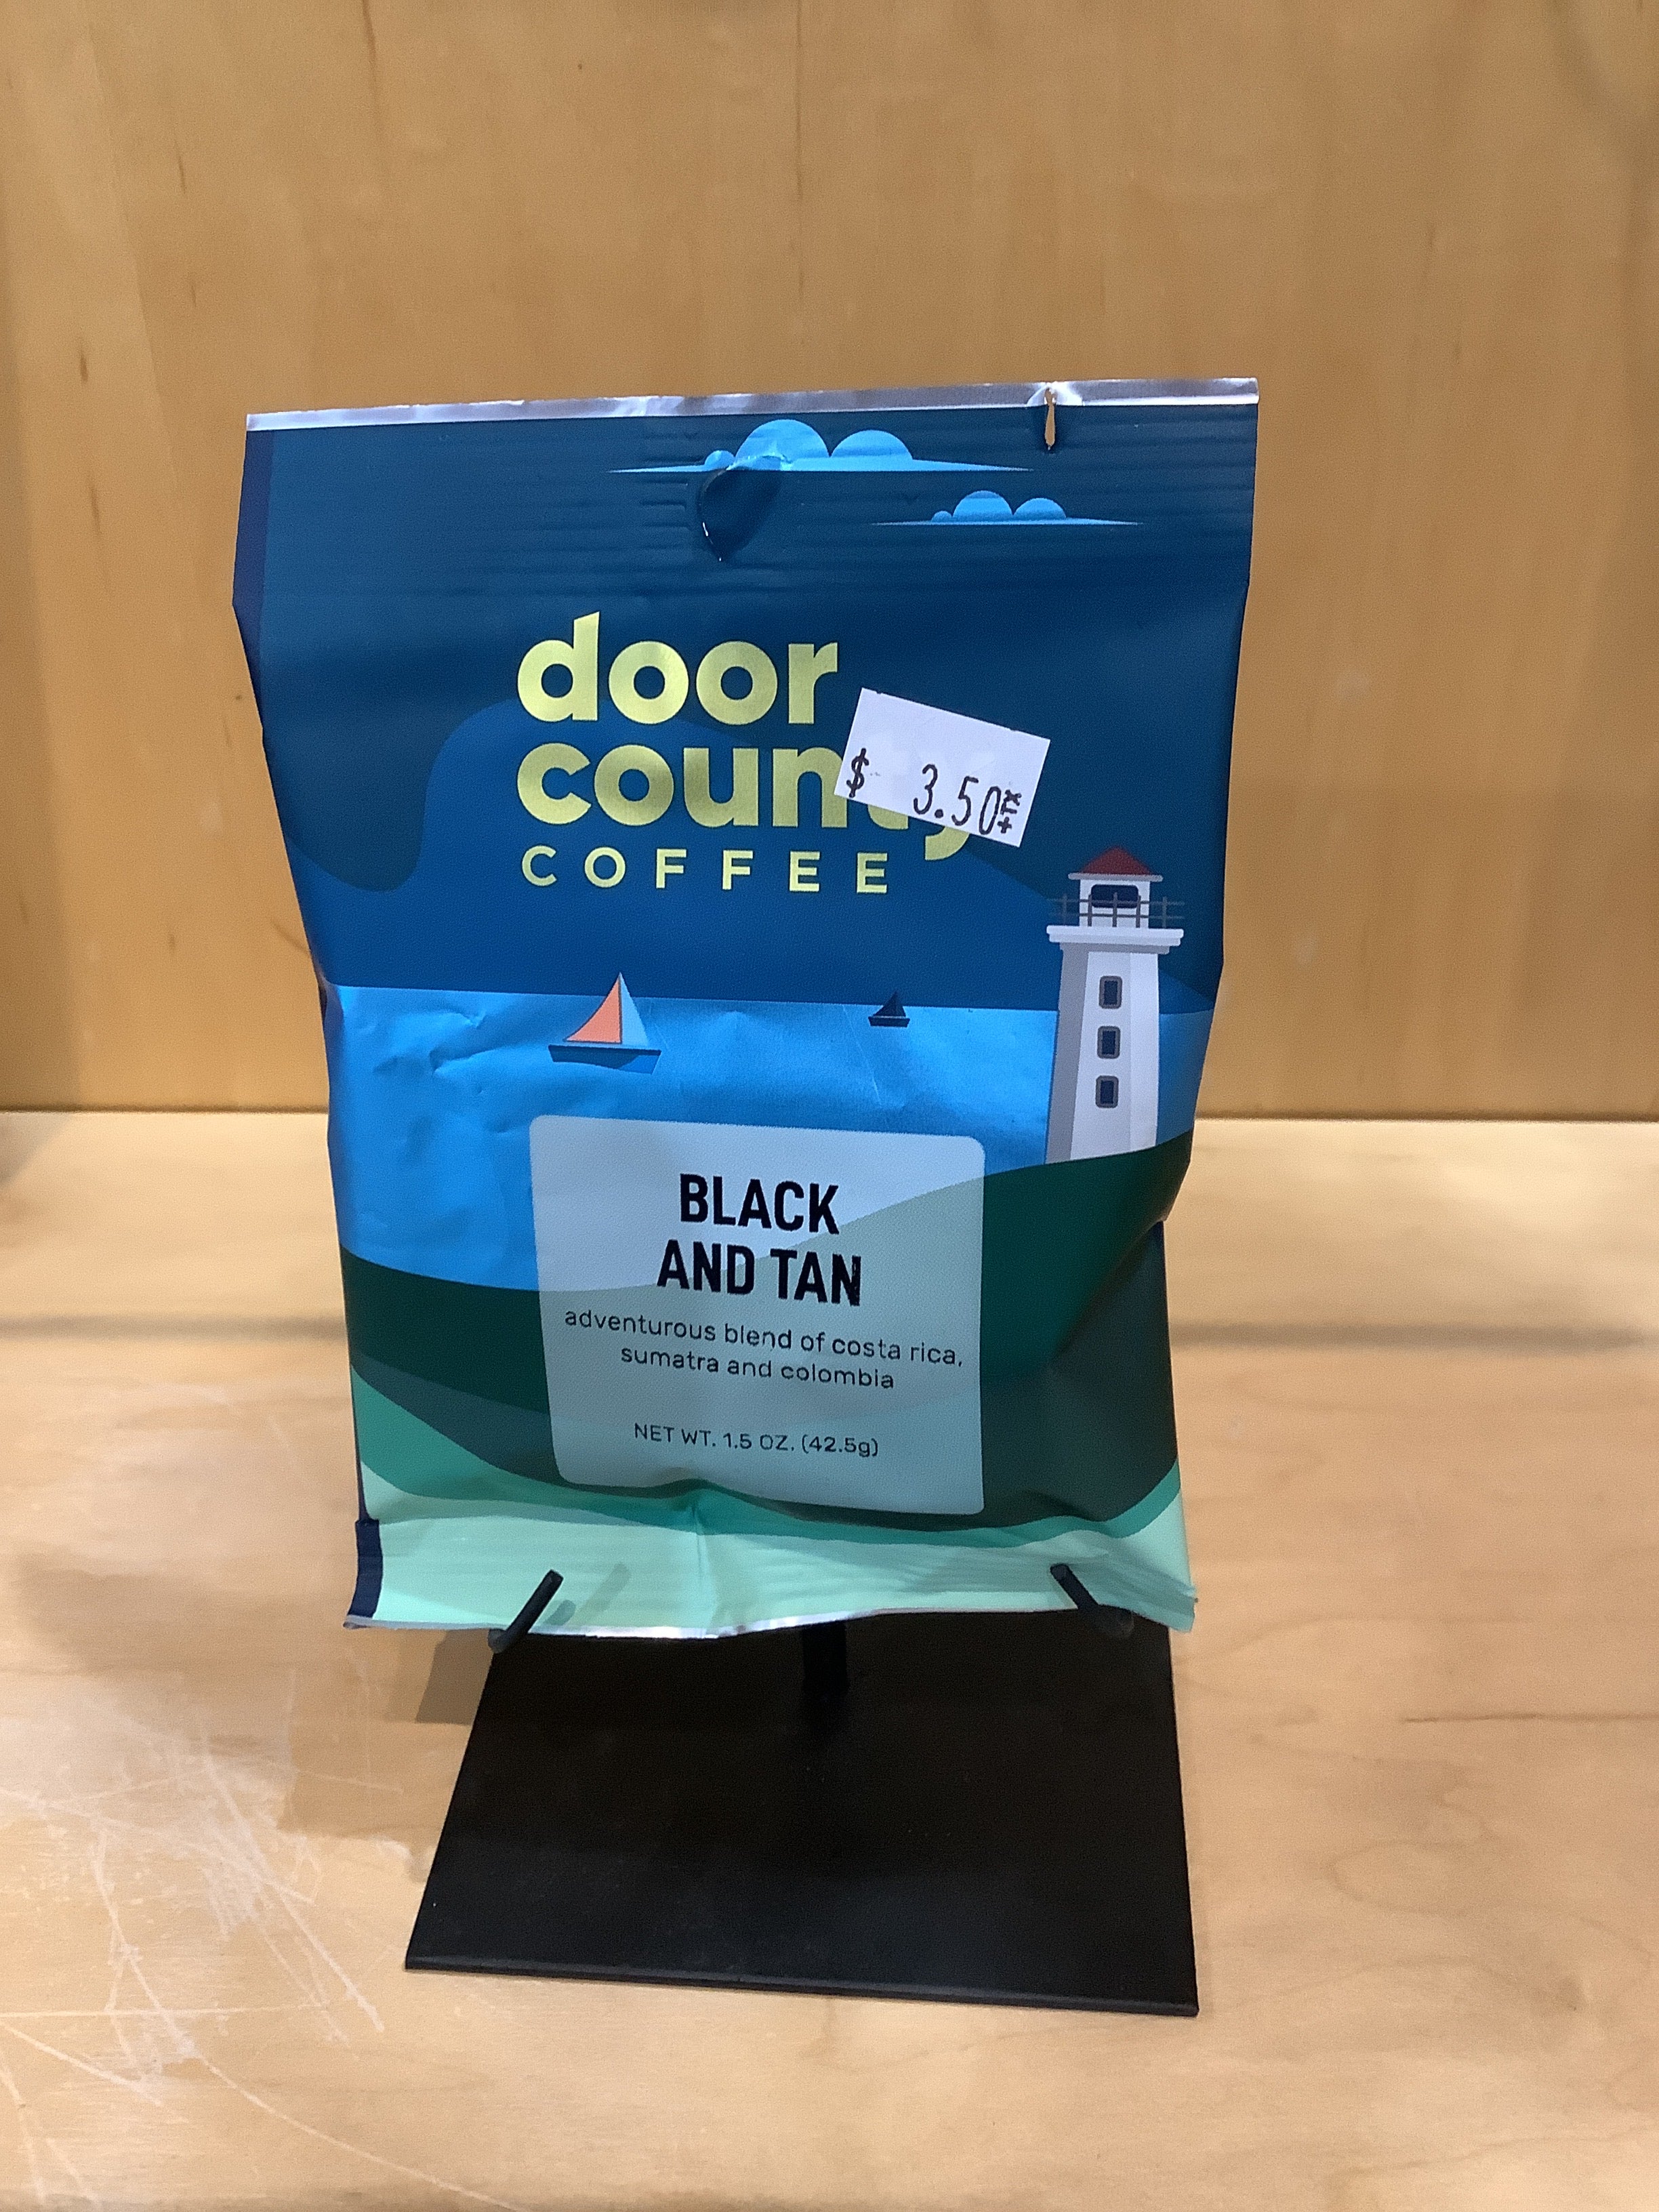 door
county
COFFEE
$ 3.50
BLACK
AND TAN
adventurous blend of costa rica,
sumatra and colombia
NET WT. 1.5 OZ. (42.5g)